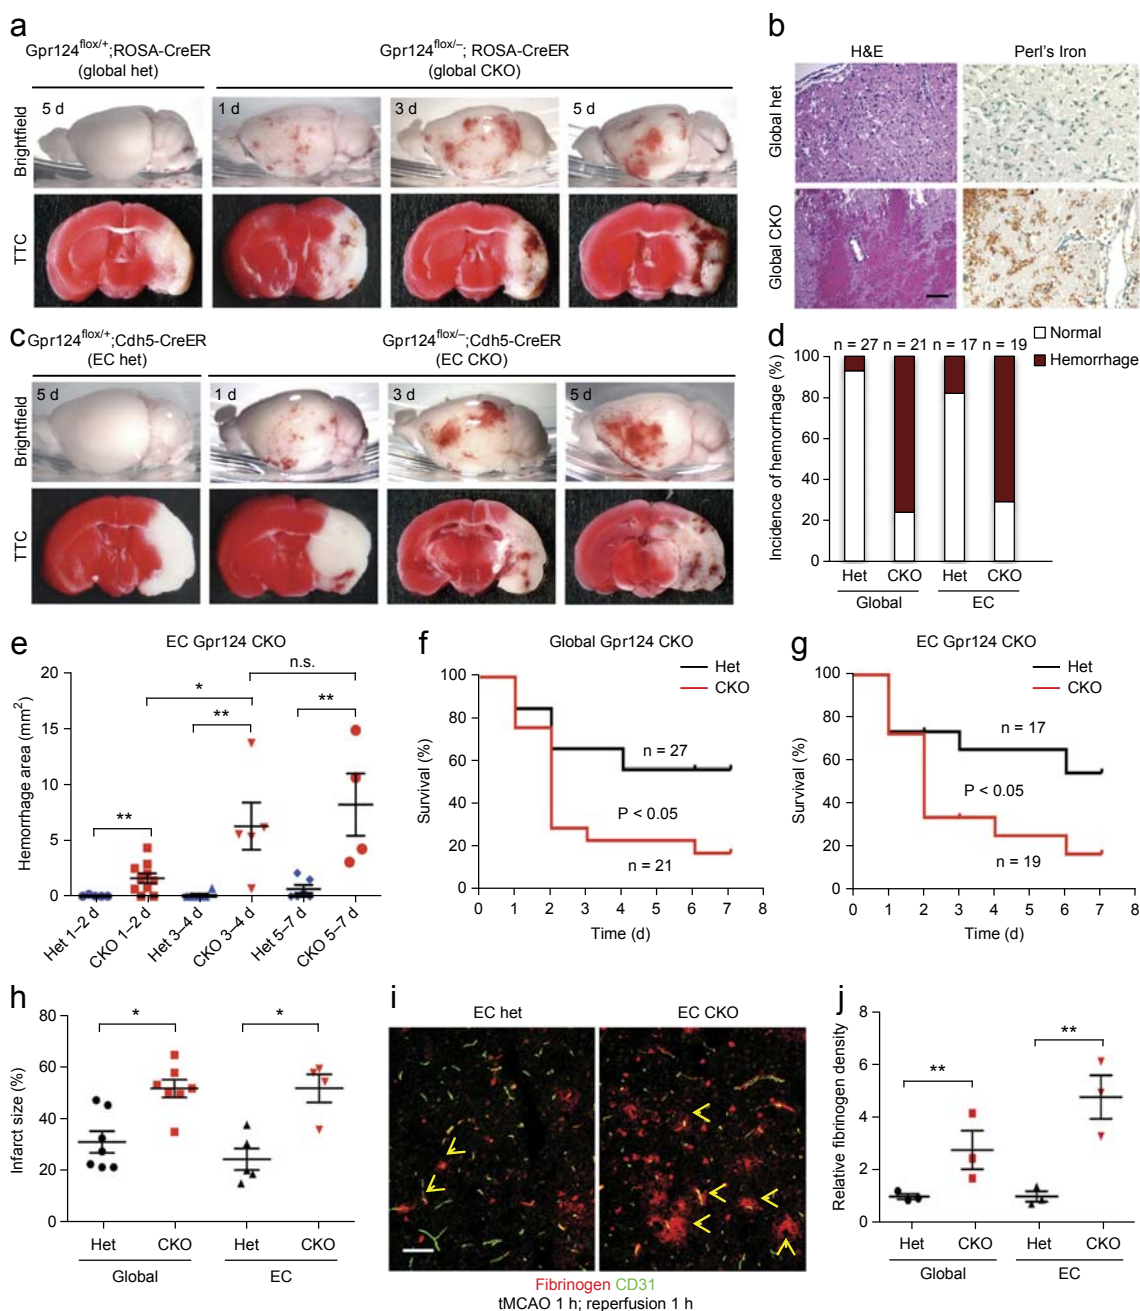 a
Gpr124flox/+;ROSA-CreER
(global het)
Gpr124flox/–; ROSA-CreER
(global CKO)
Brightfield
5 d
1 d
3 d
5 d
TTC
b
H&E
Perl's Iron
Global het
Global CKO
c
Gpr124flox/+;Cdh5-CreER
(EC het)
Gpr124flox/–;Cdh5-CreER
(EC CKO)
Brightfield
5 d
1 d
3 d
5 d
TTC
d
Normal
Hemorrhage
n = 27 n = 21 n = 17 n = 19
Incidence of hemorrhage (%)
100
80
60
40
20
0
Het CKO Het CKO
Global EC
e
EC Gpr124 CKO
Hemorrhage area (mm2)
20
15
10
5
0
n.s.
*
**
**
**
Het 1–2 d
CKO 1–2 d
Het 3–4 d
CKO 3–4 d
Het 5–7 d
CKO 5–7 d
f
Global Gpr124 CKO
Het
CKO
Survival (%)
100
80
60
40
20
0
n = 27
P < 0.05
n = 21
0 1 2 3 4 5 6 7 8
Time (d)
g
EC Gpr124 CKO
Het
CKO
Survival (%)
100
80
60
40
20
0
n = 17
P < 0.05
n = 19
0 1 2 3 4 5 6 7 8
Time (d)
h
Infarct size (%)
80
60
40
20
0
* *
Het CKO Het CKO
Global EC
i
EC het
EC CKO
Fibrinogen CD31
tMCAO 1 h; reperfusion 1 h
j
Relative fibrinogen density
8
6
4
2
0
**
**
Het CKO Het CKO
Global EC